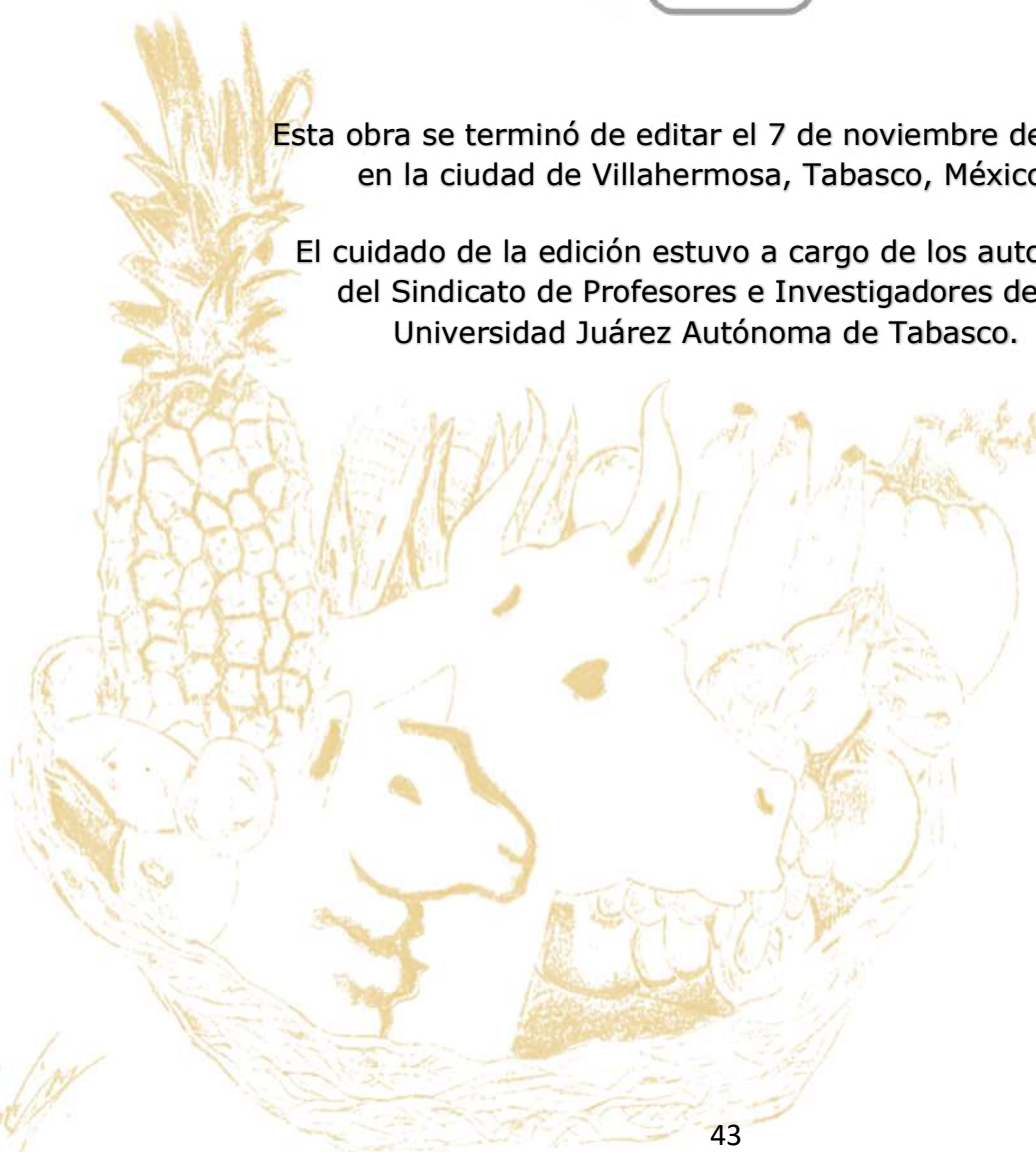 Esta obra se terminó de editar el 7 de noviembre de
en la ciudad de Villahermosa, Tabasco, México
El cuidado de la edición estuvo a cargo de los auto
del Sindicato de Profesores e Investigadores de
Universidad Juárez Autónoma de Tabasco.
43